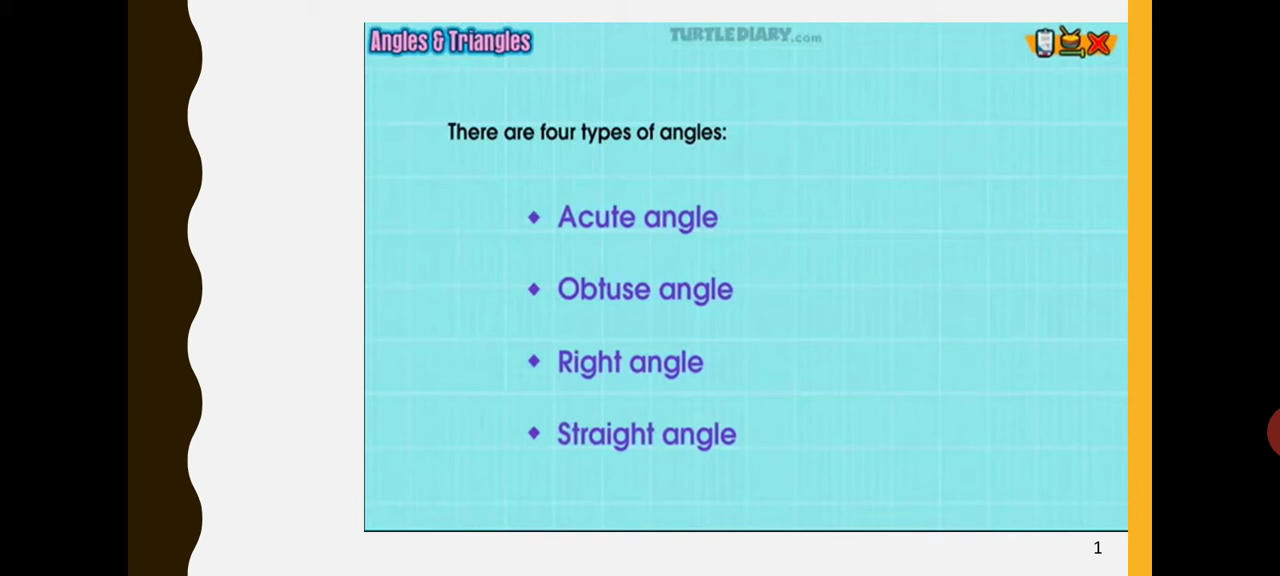 Angles & Triangles
TURTLEDIARY.com
There are four types of angles:
Acute angle
Obtuse angle
Right angle
Straight angle
1